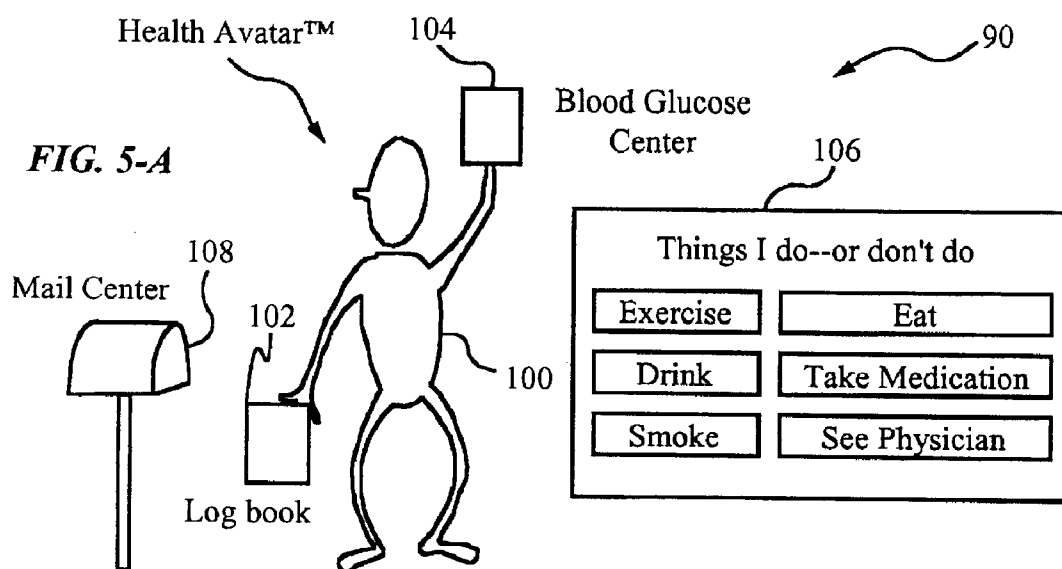 Health Avatar™
104
90
Blood Glucose
Center
FIG. 5-A
106
Things I do--or don't do
108
Mail Center
102
Exercise
Eat
100
Drink
Take Medication
Smoke
See Physician
Log book